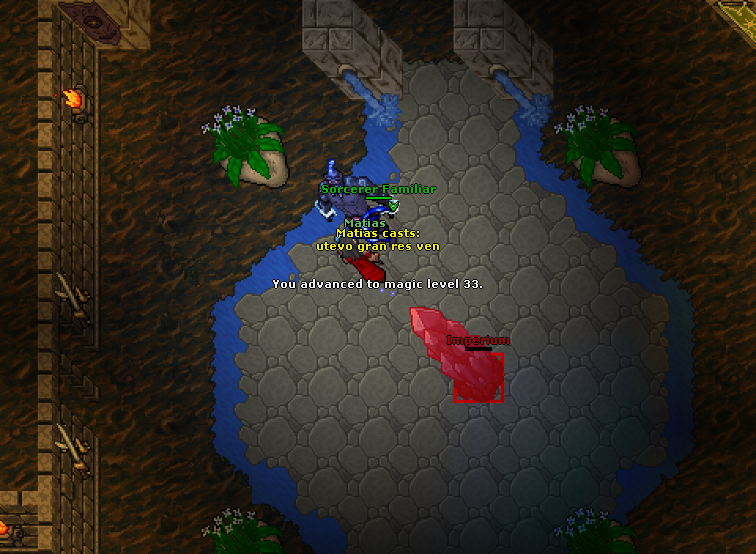 Sorcerer Familiar
Matias
Matias casts:
utevo gran res ven
You advanced to magic level 33.
Imperium